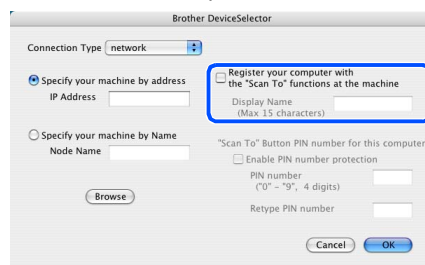 Brother DeviceSelector
Connection Type network
Specify your machine by address
IP Address
Specify your machine by Name
Node Name
Browse
Register your computer with
the "Scan To" functions at the machine
Display Name
(Max 15 characters)
"Scan To" Button PIN number for this computer
Enable PIN number protection
PIN number
("0" - "9", 4 digits)
Retype PIN number
Cancel OK